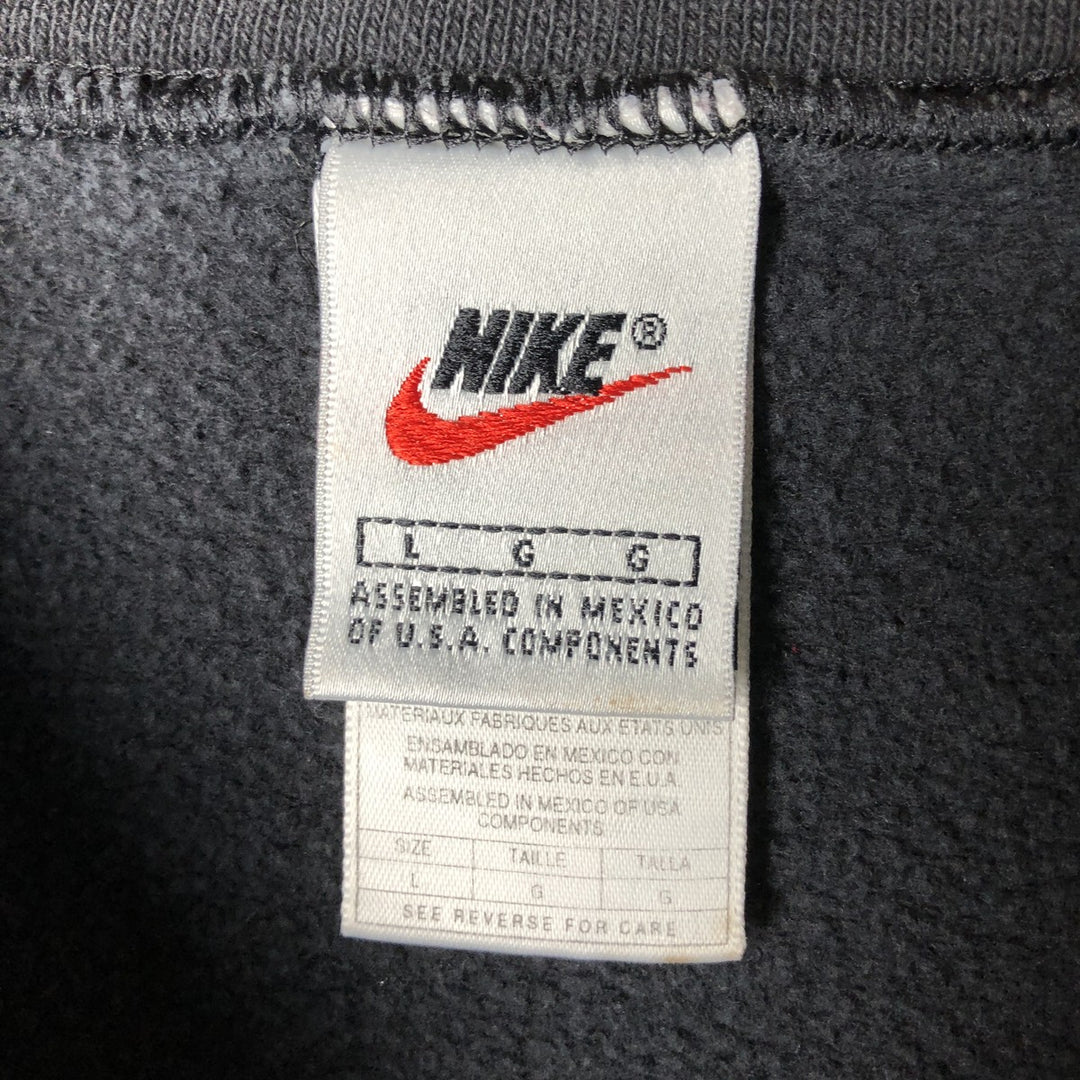 NIKE®
L G G
ASSEMBLED IN MEXICO
OF U.S.A. COMPONENTS
MATERIAUX FABRIQUES AUX ETATS UNIS
ENSAMBLADO EN MEXICO CON
MATERIALES HECHOS EN E.U.A.
ASSEMBLED IN MEXICO OF USA
COMPONENTS
SIZE TAILLE TALLA
L G G
SEE REVERSE FOR CARE